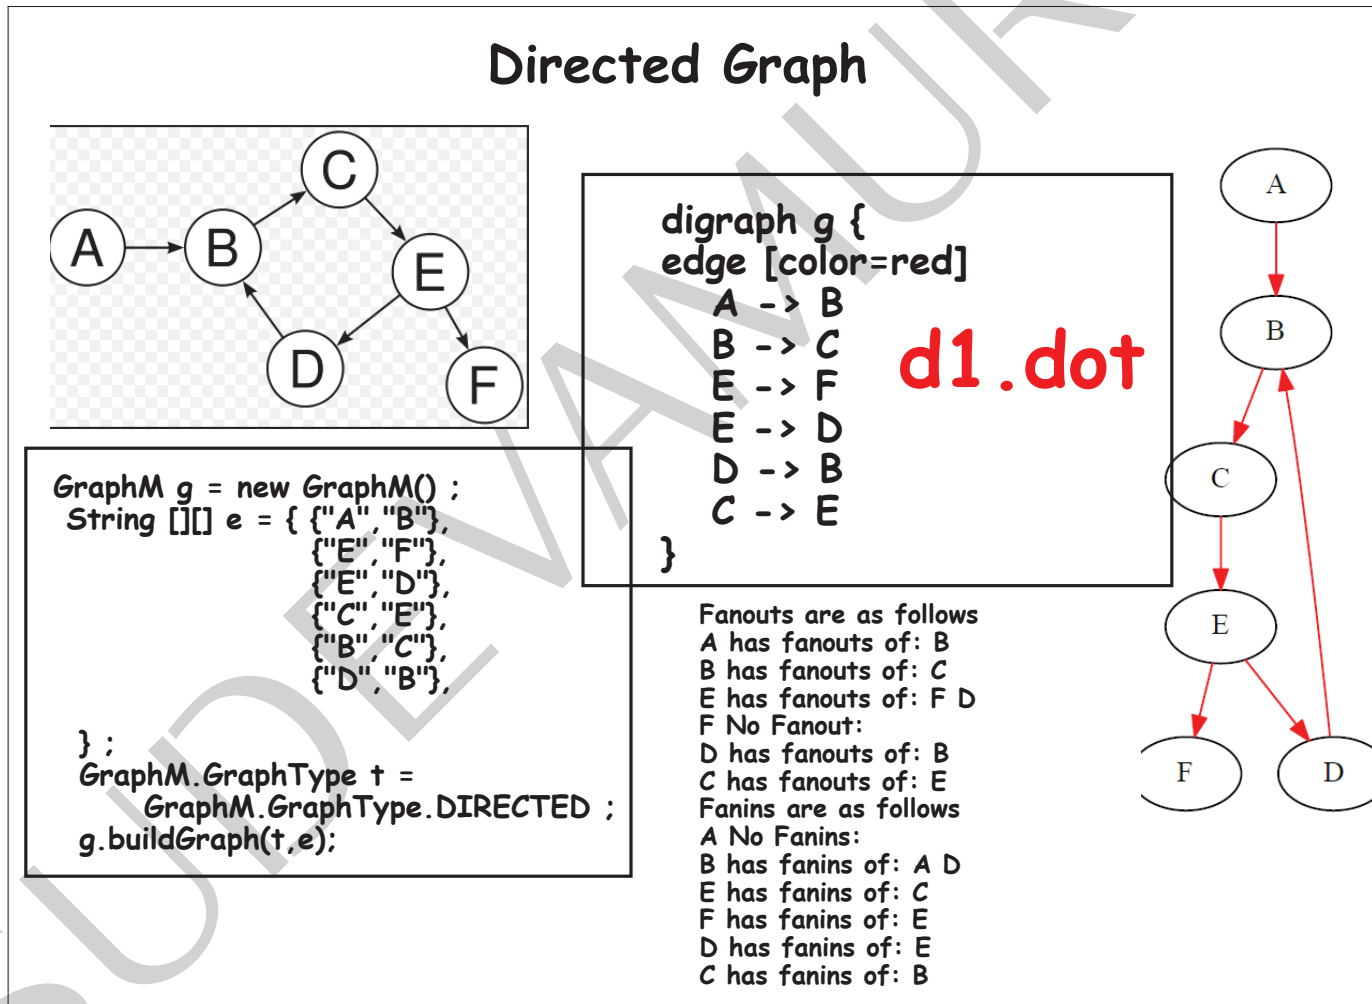 Directed Graph
A
B
C
E
D
F
digraph g {
edge [color=red]
A -> B
B -> C
E -> F
E -> D
D -> B
C -> E
}
d1.dot
A
B
C
E
F
D
GraphM g = new GraphM() ;
String [][] e = { {"A","B"},
{"E","F"},
{"E","D"},
{"C","E"},
{"B","C"},
{"D","B"},
} ;
GraphM.GraphType t =
GraphM.GraphType.DIRECTED ;
g.buildGraph(t,e);
Fanouts are as follows
A has fanouts of: B
B has fanouts of: C
E has fanouts of: F D
F No Fanout:
D has fanouts of: B
C has fanouts of: E
Fanins are as follows
A No Fanins:
B has fanins of: A D
E has fanins of: C
F has fanins of: E
D has fanins of: E
C has fanins of: B
UDEVAMUR